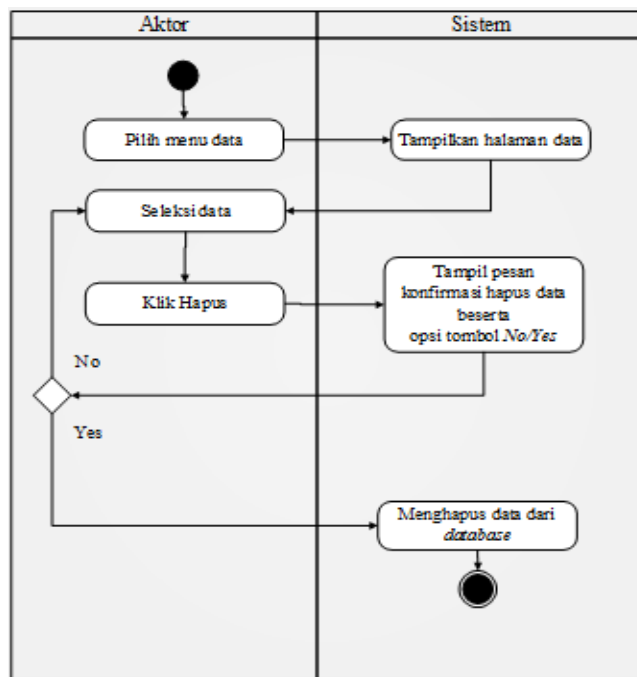 Aktor
Sistem
Pilih menu data
Tampilkan halaman data
Seleksi data
Klik Hapus
Tampil pesan
konfirmasi hapus data
beserta
opsi tombol No/Yes
No
Yes
Menghapus data dari
database